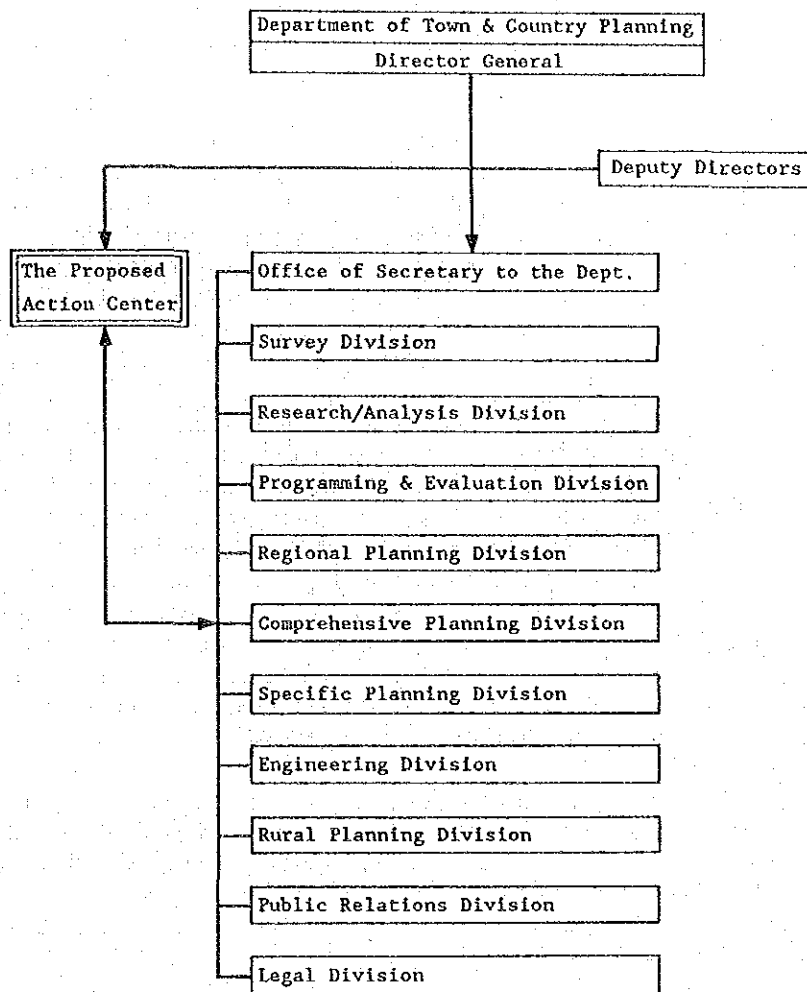 Department of Town & Country Planning
Director General
Deputy Directors
The Proposed
Action Center
Office of Secretary to the Dept.
Survey Division
Research/Analysis Division
Programming & Evaluation Division
Regional Planning Division
Comprehensive Planning Division
Specific Planning Division
Engineering Division
Rural Planning Division
Public Relations Division
Legal Division